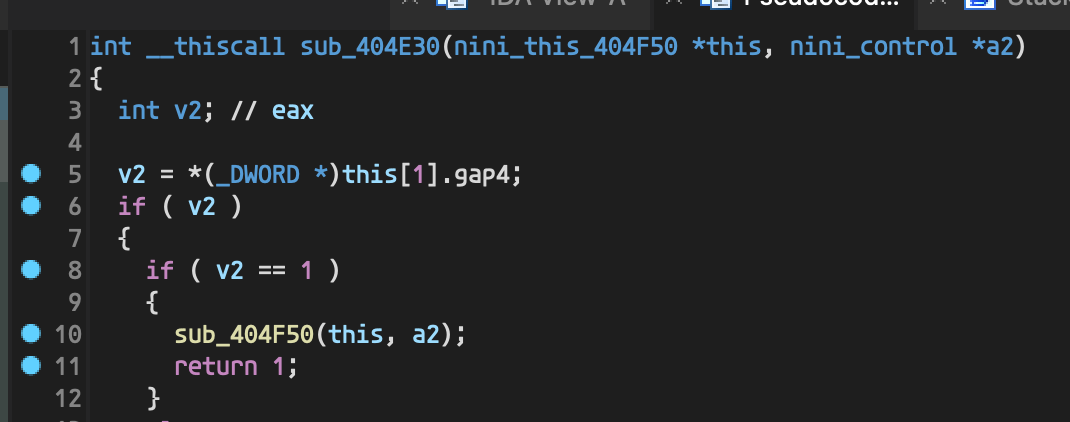 IDA View-A Pseudocod... Stack
1 int __thiscall sub_404E30(nini_this_404F50 *this, nini_control *a2)
2 {
3 int v2; // eax
4
5 v2 = *(_DWORD *)this[1].gap4;
6 if ( v2 )
7 {
8 if ( v2 == 1 )
9 {
10 sub_404F50(this, a2);
11 return 1;
12 }